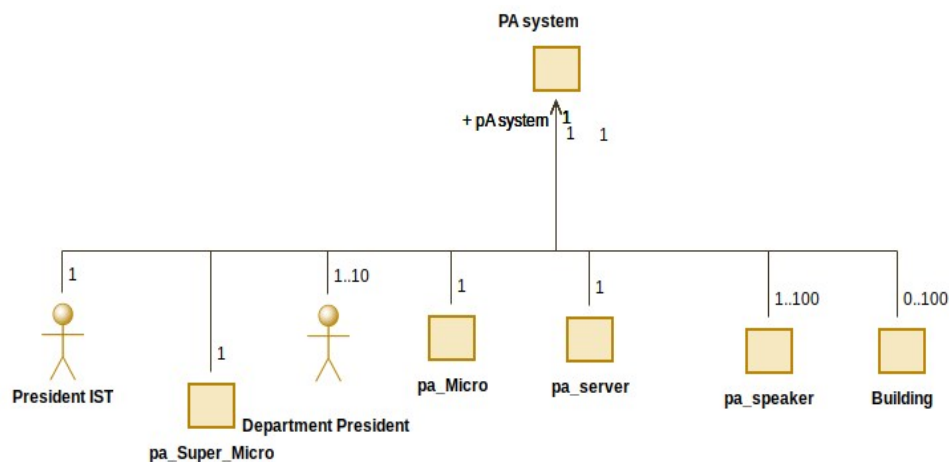 PA system
+ pA system 1
1 1
1 1 1..10 1 1 1..100 0..100
President IST
pa_Super_Micro
Department President
pa_Micro
pa_server
pa_speaker
Building